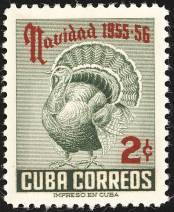 Navidad 1955-56
2¢
CUBA CORREOS
IMPRESO EN CUBA